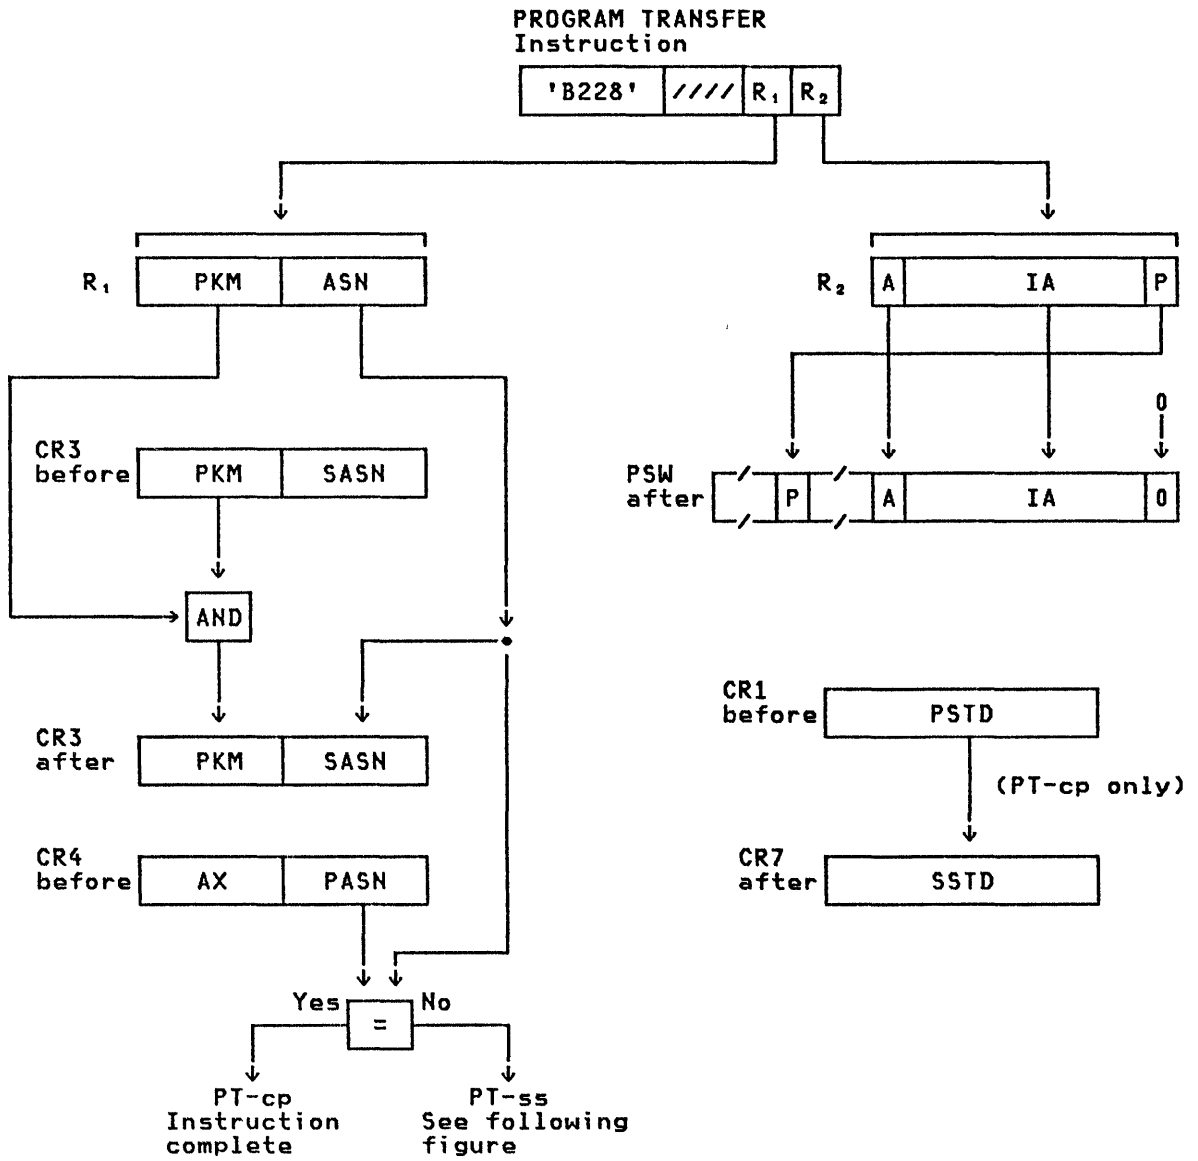 PROGRAM TRANSFER
Instruction
'B228' //// R₁ R₂
R₁ PKM ASN
R₂ A IA P
0
CR3
before PKM SASN
PSW
after P A IA 0
AND
CR3
after PKM SASN
CR1
before PSTD
(PT-cp only)
CR4
before AX PASN
CR7
after SSTD
Yes = No
PT-cp
Instruction
complete
PT-ss
See following
figure